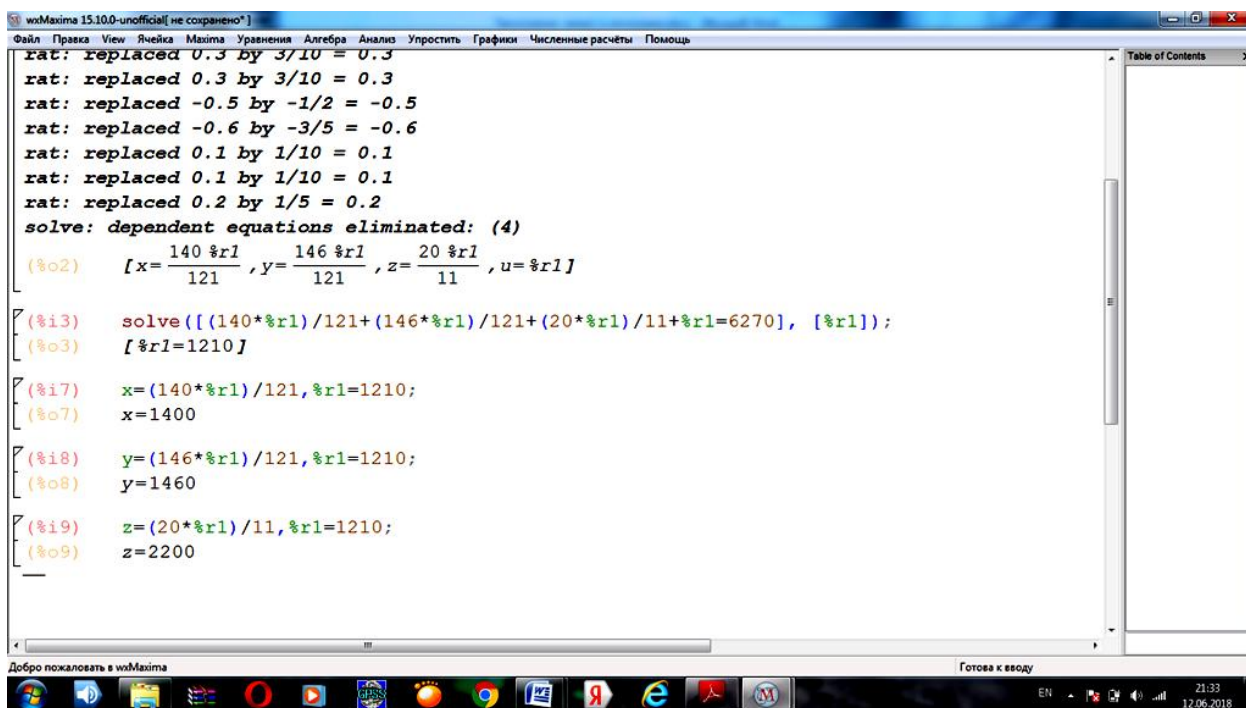 wxMaxima 15.10.0-unofficial[ не сохранено* ]
Файл Правка View Ячейка Maxima Уравнения Алгебра Анализ Упростить Графики Численные расчёты Помощь
rat: replaced 0.3 by 3/10 = 0.3
rat: replaced 0.3 by 3/10 = 0.3
rat: replaced -0.5 by -1/2 = -0.5
rat: replaced -0.6 by -3/5 = -0.6
rat: replaced 0.1 by 1/10 = 0.1
rat: replaced 0.1 by 1/10 = 0.1
rat: replaced 0.2 by 1/5 = 0.2
solve: dependent equations eliminated: (4)
(%o2) [x=140 %r1/121, y=146 %r1/121, z=20 %r1/11, u=%r1]
(%i3) solve([(140*%r1)/121+(146*%r1)/121+(20*%r1)/11+%r1=6270], [%r1]);
(%o3) [%r1=1210]
(%i7) x=(140*%r1)/121,%r1=1210;
(%o7) x=1400
(%i8) y=(146*%r1)/121,%r1=1210;
(%o8) y=1460
(%i9) z=(20*%r1)/11,%r1=1210;
(%o9) z=2200
Table of Contents
Добро пожаловать в wxMaxima
Готова к вводу
GPSS
Я
EN
21:33
12.06.2018